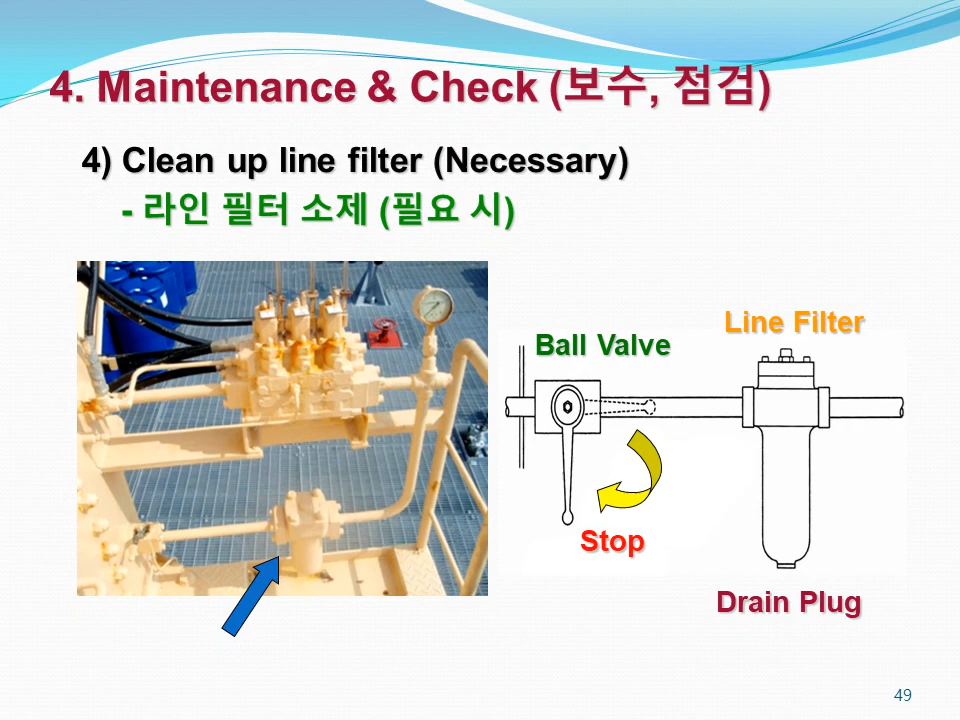 4. Maintenance & Check (보수, 점검)
4) Clean up line filter (Necessary)
- 라인 필터 소제 (필요 시)
Line Filter
Ball Valve
Stop
Drain Plug
49